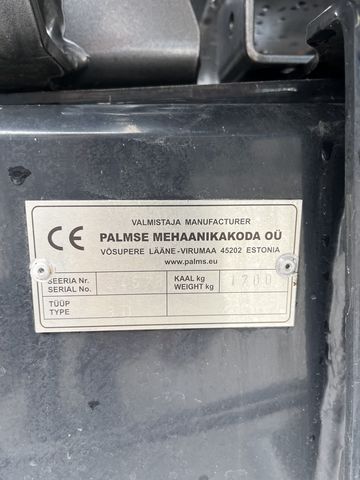 VALMISTAJA MANUFACTURER
CE PALMSE MEHAANIKAKODA OÜ
VÕSUPERE LÄÄNE-VIRUMAA 45202 ESTONIA
www.palms.eu
SEERIA Nr.
SERIAL No.
KAAL kg
WEIGHT kg
1700
TÜÜP
TYPE